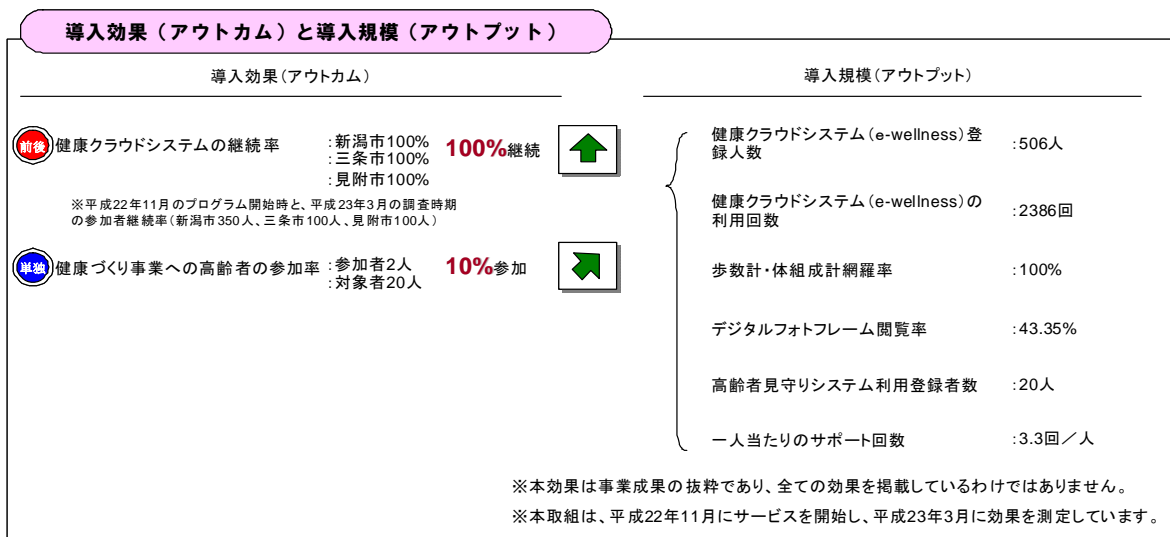 導入効果（アウトカム）と導入規模（アウトプット）
導入効果(アウトカム)
前後
健康クラウドシステムの継続率
:新潟市100%
:三条市100%
:見附市100%
100%継続
※平成22年11月のプログラム開始時と、平成23年3月の調査時期
の参加者継続率(新潟市350人、三条市100人、見附市100人)
単独
健康づくり事業への高齢者の参加率
:参加者2人
:対象者20人
10%参加
導入規模(アウトプット)
健康クラウドシステム(e-wellness)登
録人数
:506人
健康クラウドシステム(e-wellness)の
利用回数
:2386回
歩数計・体組成計網羅率
:100%
デジタルフォトフレーム閲覧率
:43.35%
高齢者見守りシステム利用登録者数
:20人
一人当たりのサポート回数
:3.3回／人
※本効果は事業成果の抜粋であり、全ての効果を掲載しているわけではありません。
※本取組は、平成22年11月にサービスを開始し、平成23年3月に効果を測定しています。